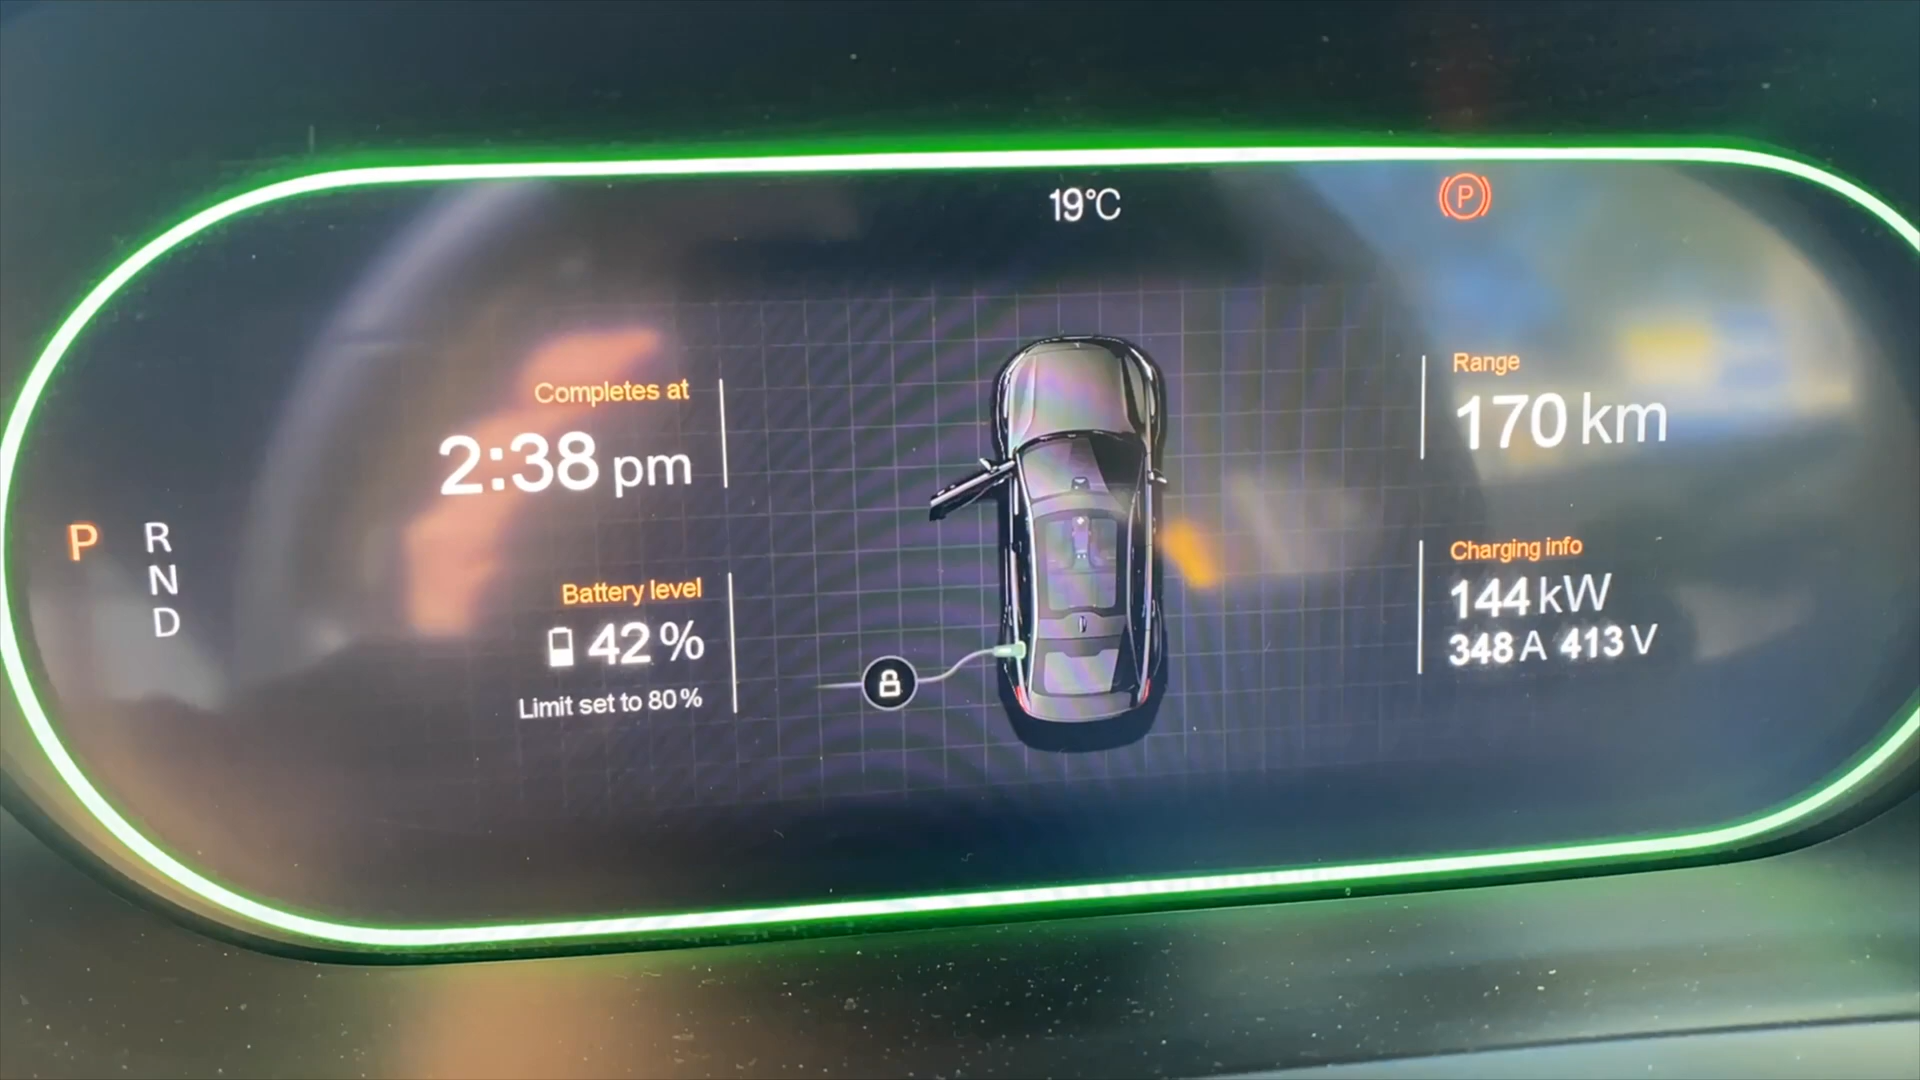 19°C
P
Completes at
2:38 pm
Range
170 km
P R
N
D
Battery level
42 %
Limit set to 80 %
Charging info
144 kW
348 A 413 V